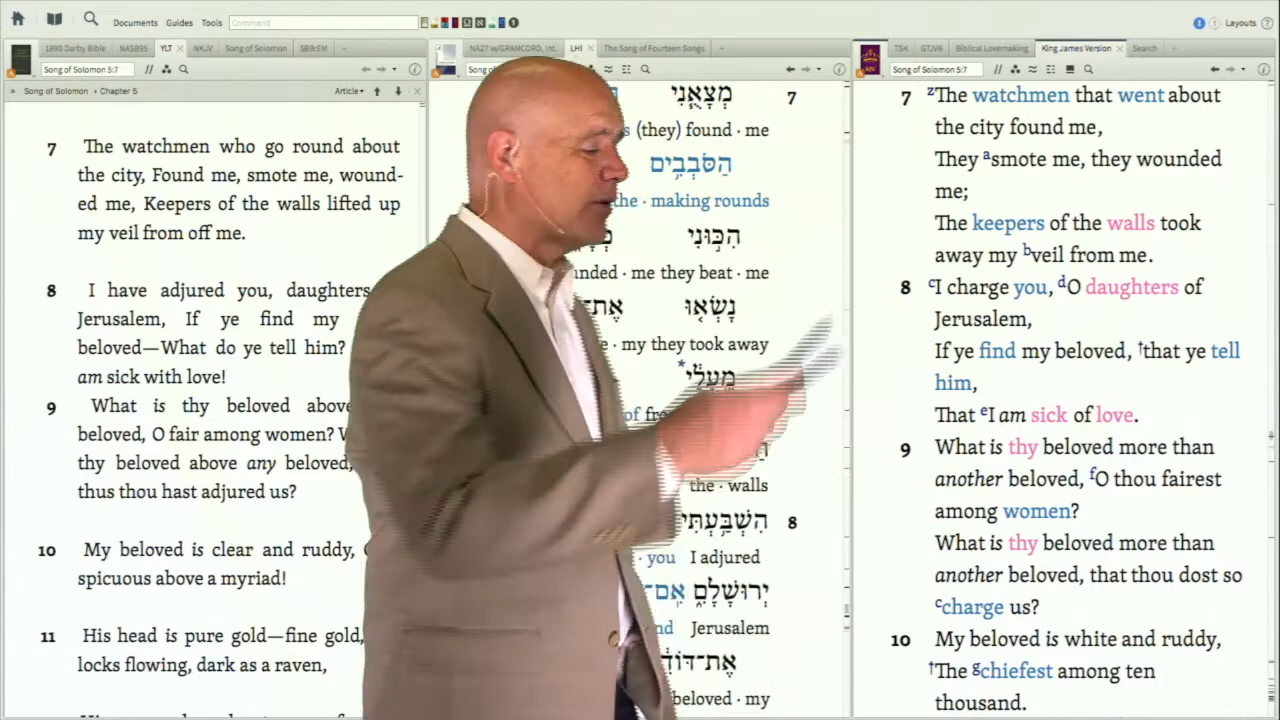 Documents Guides Tools Command Layouts
1890 Darby Bible NASB95 YLT NKJV Song of Solomon SBB:EM
Song of Solomon 5:7
Song of Solomon › Chapter 5 Article
7 The watchmen who go round about
the city, Found me, smote me, wound-
ed me, Keepers of the walls lifted up
my veil from off me.
8 I have adjured you, daughters
Jerusalem, If ye find my
beloved—What do ye tell him?
am sick with love!
9 What is thy beloved above
beloved, O fair among women?
thy beloved above any beloved,
thus thou hast adjured us?
10 My beloved is clear and ruddy,
spicuous above a myriad!
11 His head is pure gold—fine gold,
locks flowing, dark as a raven,
NA27 w/GRAMCORD, Int. LHI The Song of Fourteen Songs
7 מְצָאֻ֧נִי
(they) found · me
הַסֹּבְבִ֥ים
the · making rounds
הִכּ֣וּנִי
me they beat · me
נָשְׂא֤וּ אֶת־
· my they took away
מֵֽעָלַ֔י*
of
the · walls
8 הִשְׁבַּ֥עְתִּי
· you I adjured
יְרוּשָׁלִָ֑ם אִֽם־
Jerusalem
אֶת־דּוֹדִ֔י
beloved · my
TSK GTJV6 Biblical Lovemaking King James Version Search
Song of Solomon 5:7
7 zThe watchmen that went about
the city found me,
They asmote me, they wounded
me;
The keepers of the walls took
away my bveil from me.
8 cI charge you, dO daughters of
Jerusalem,
If ye find my beloved, †that ye tell
him,
That eI am sick of love.
9 What is thy beloved more than
another beloved, fO thou fairest
among women?
What is thy beloved more than
another beloved, that thou dost so
ccharge us?
10 My beloved is white and ruddy,
†The gchiefest among ten
thousand.